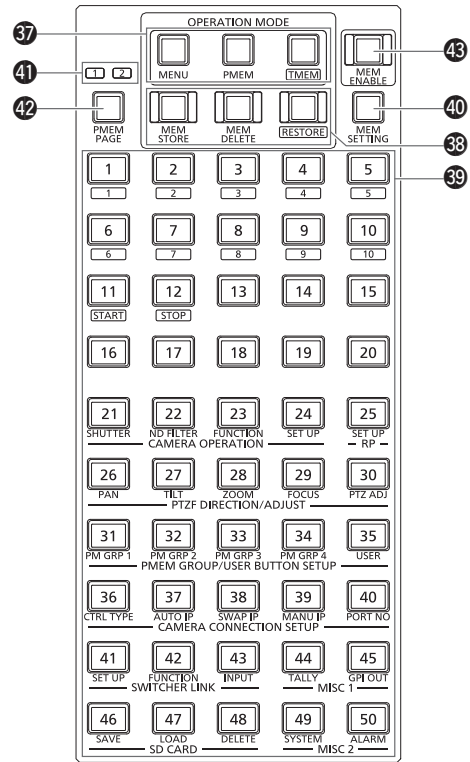 OPERATION MODE
37
MENU PMEM TMEM
43
MEM ENABLE
41
1 2
42
PMEM PAGE
MEM STORE MEM DELETE RESTORE
38
40
MEM SETTING
39
1 2 3 4 5
1 2 3 4 5
6 7 8 9 10
6 7 8 9 10
11 12 13 14 15
START STOP
16 17 18 19 20
21 22 23 24 25
SHUTTER ND FILTER FUNCTION SET UP SET UP
CAMERA OPERATION RP
26 27 28 29 30
PAN TILT ZOOM FOCUS PTZ ADJ
PTZF DIRECTION/ADJUST
31 32 33 34 35
PM GRP 1 PM GRP 2 PM GRP 3 PM GRP 4 USER
PMEM GROUP/USER BUTTON SETUP
36 37 38 39 40
CTRL TYPE AUTO IP SWAP IP MANU IP PORT NO
CAMERA CONNECTION SETUP
41 42 43 44 45
SET UP FUNCTION INPUT TALLY GPI OUT
SWITCHER LINK MISC 1
46 47 48 49 50
SAVE LOAD DELETE SYSTEM ALARM
SD CARD MISC 2